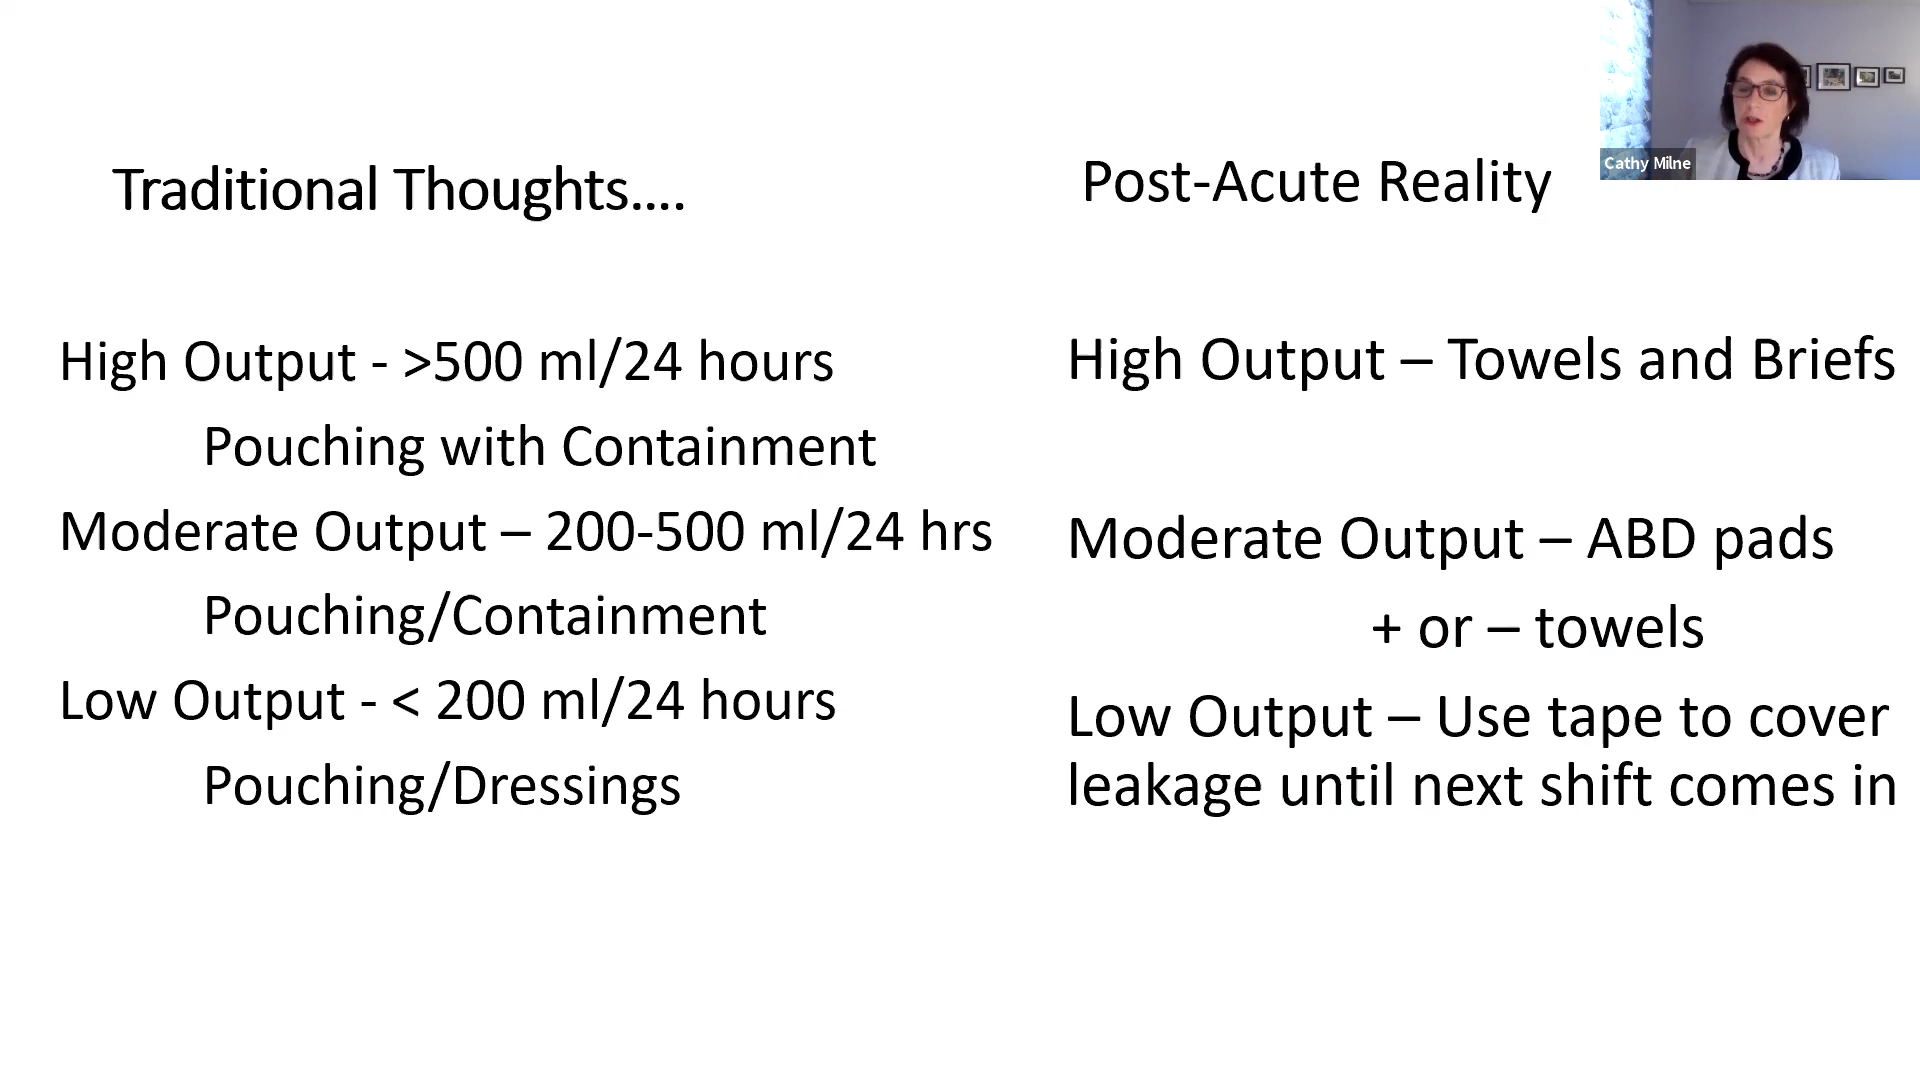 Traditional Thoughts....
High Output - >500 ml/24 hours
Pouching with Containment
Moderate Output – 200-500 ml/24 hrs
Pouching/Containment
Low Output - < 200 ml/24 hours
Pouching/Dressings
Post-Acute Reality
High Output – Towels and Briefs
Moderate Output – ABD pads
+ or – towels
Low Output – Use tape to cover
leakage until next shift comes in
Cathy Milne